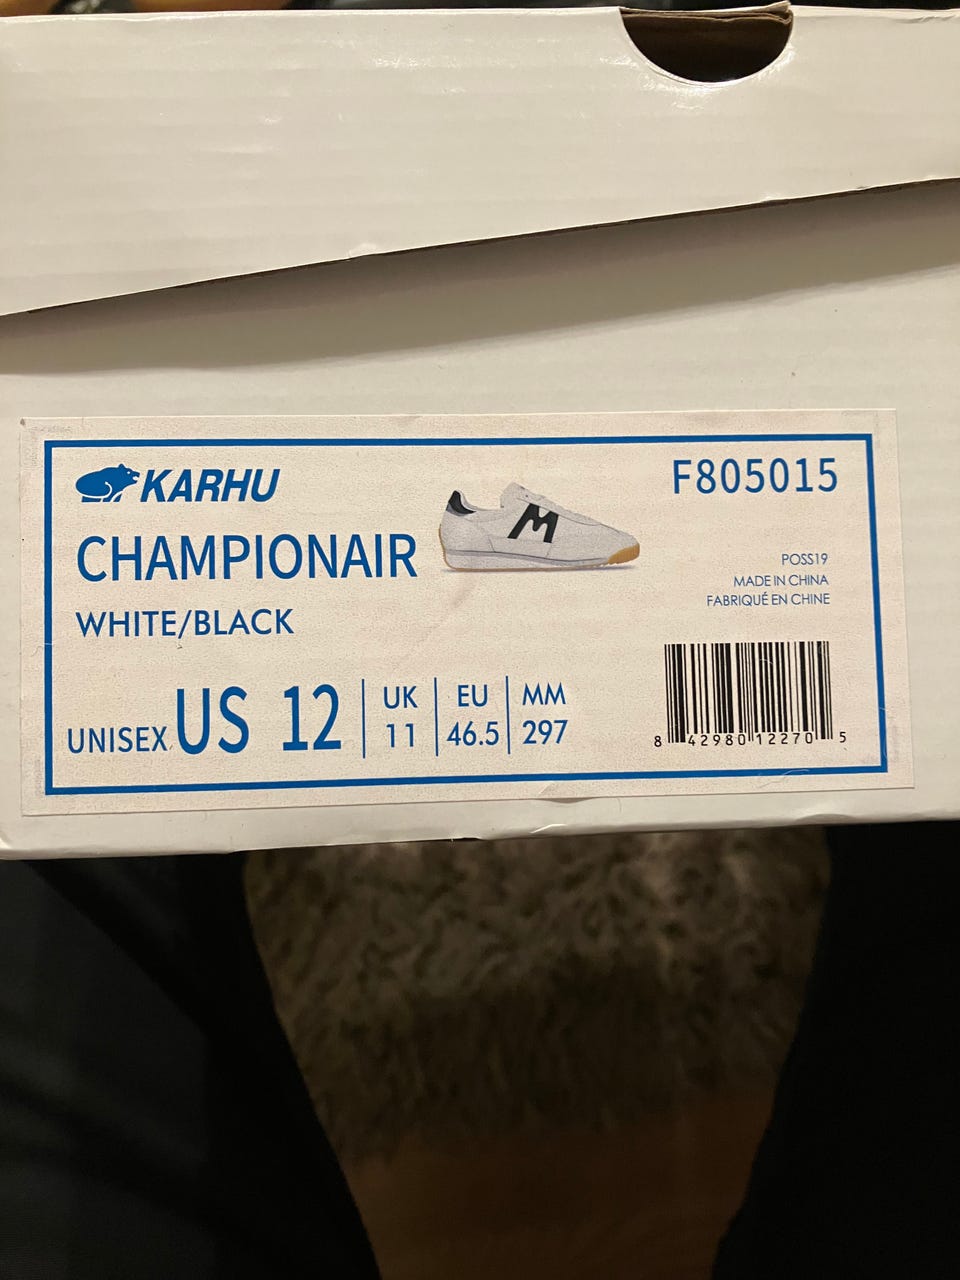 KARHU
F805015
CHAMPIONAIR
M
WHITE/BLACK
POSS19
MADE IN CHINA
FABRIQUÉ EN CHINE
UNISEX US 12
UK
11
EU
46.5
MM
297
8 42980 12270 5